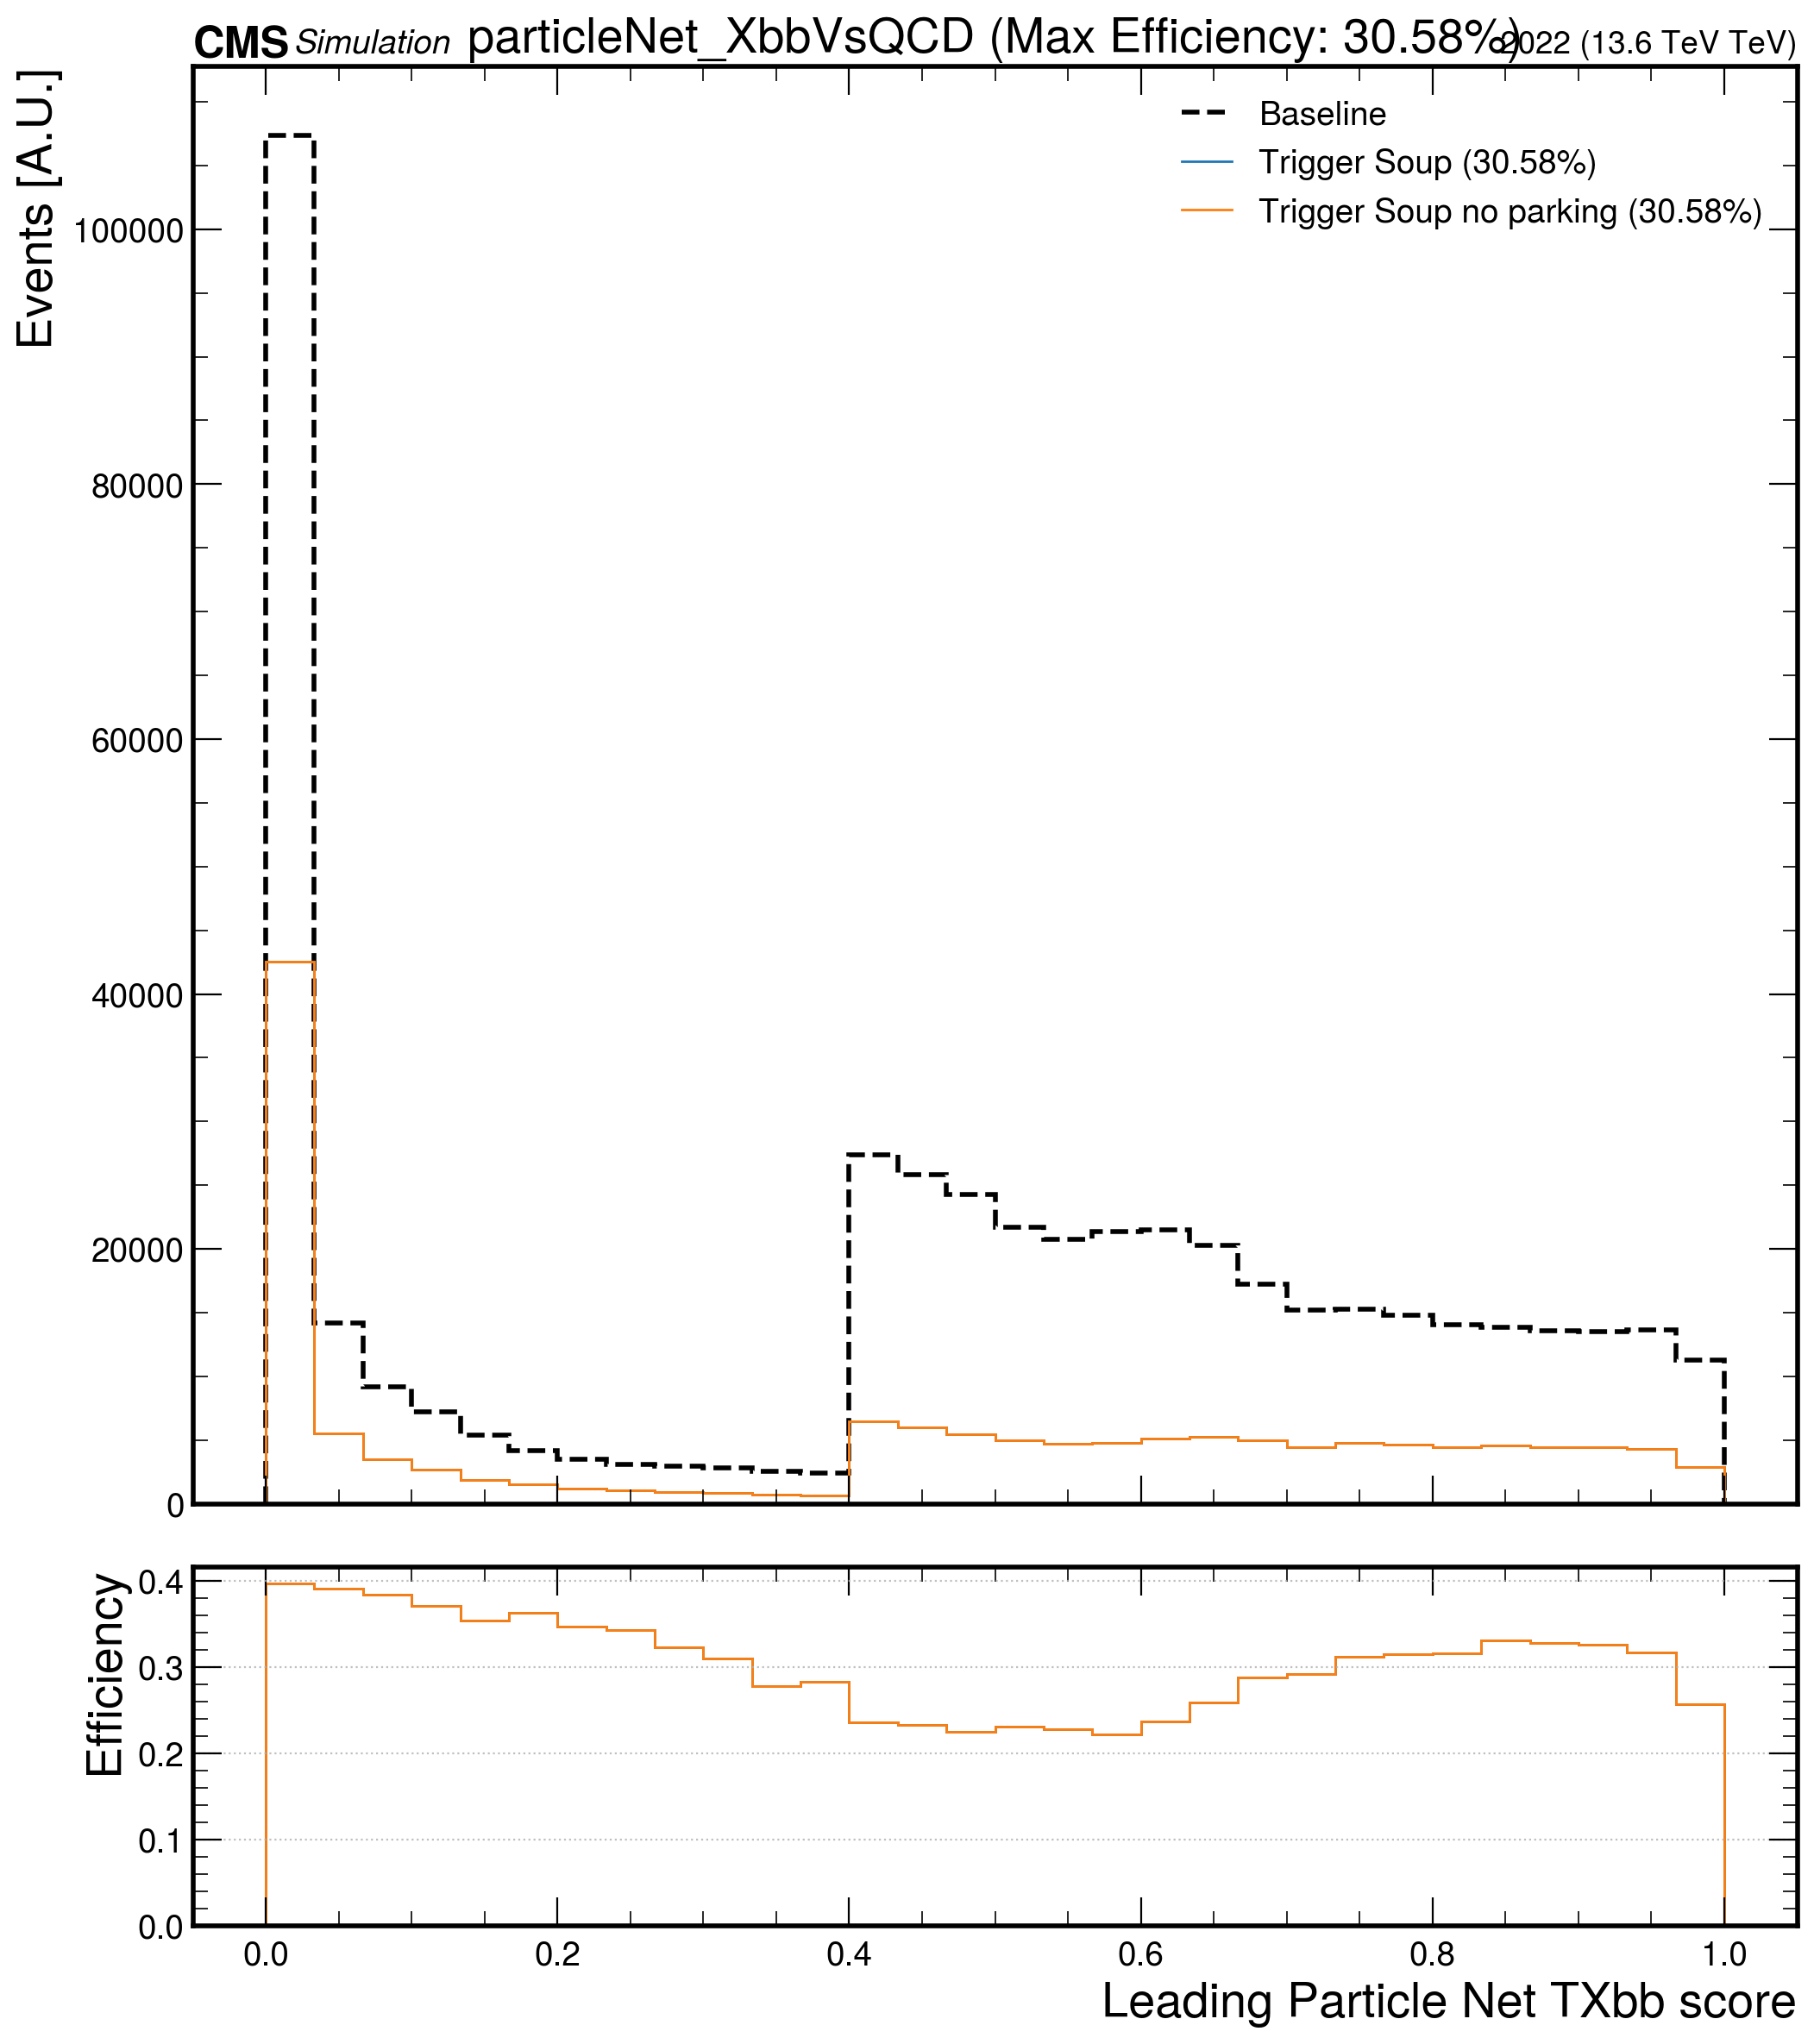 CMS Simulation particleNet_XbbVsQCD (Max Efficiency: 30.58%) 2022 (13.6 TeV TeV)
Events [A.U.]
Baseline
Trigger Soup (30.58%)
Trigger Soup no parking (30.58%)
100000
80000
60000
40000
20000
0
Efficiency
0.4
0.3
0.2
0.1
0.0
0.0 0.2 0.4 0.6 0.8 1.0
Leading Particle Net TXbb score